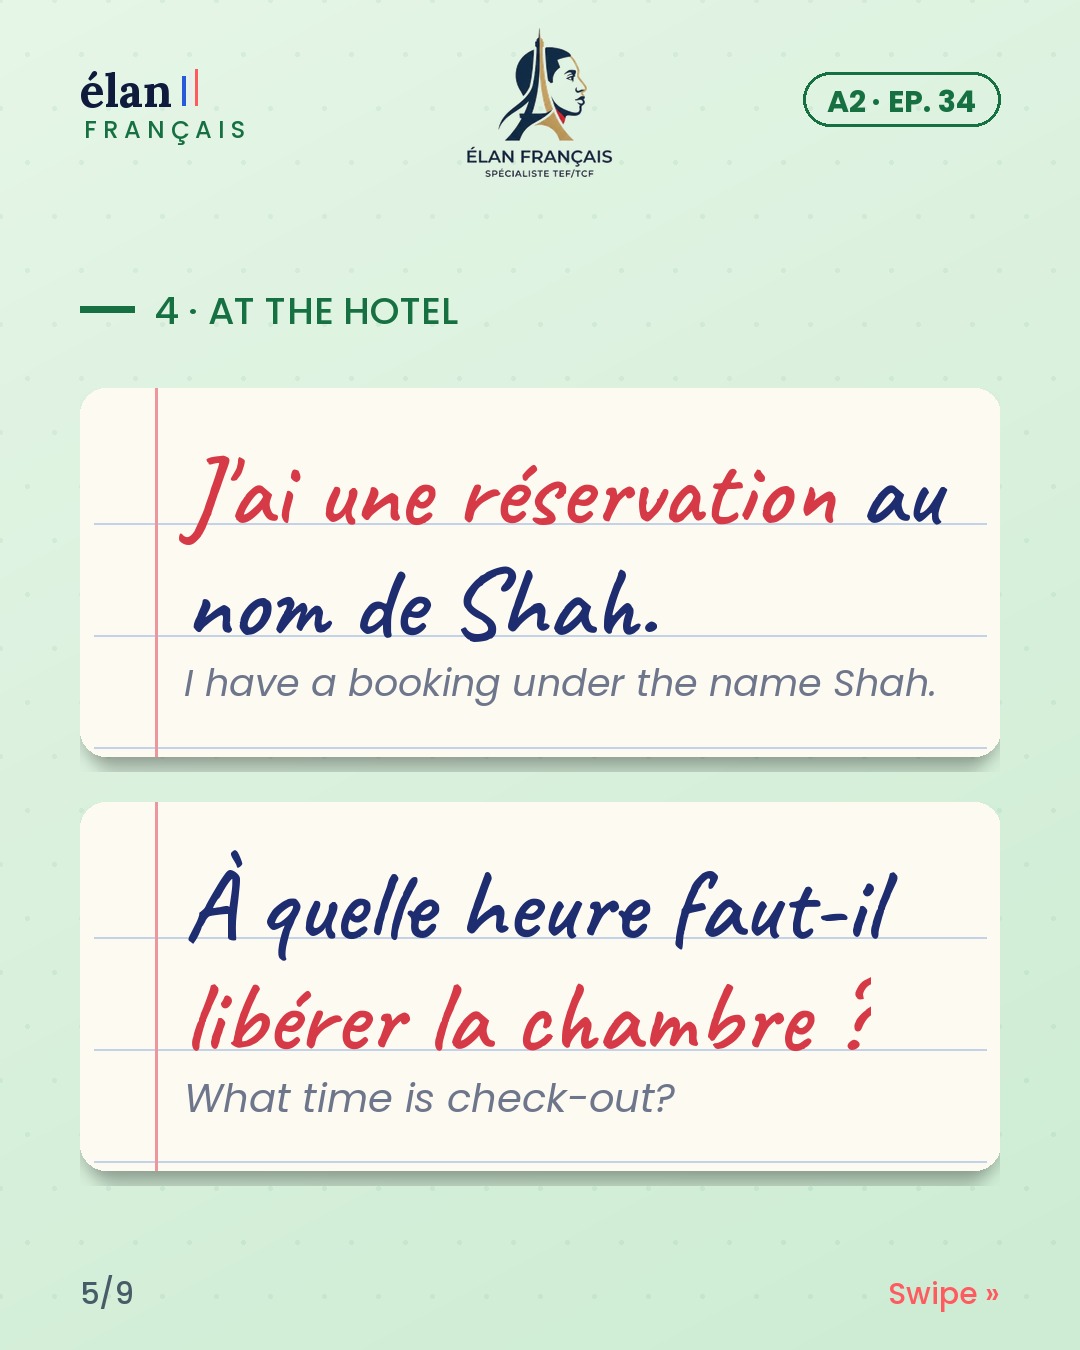 élan
FRANÇAIS
ÉLAN FRANÇAIS
SPÉCIALISTE TEF/TCF
A2 · EP. 34
4 · AT THE HOTEL
J'ai une réservation au
nom de Shah.
I have a booking under the name Shah.
À quelle heure faut-il
libérer la chambre ?
What time is check-out?
5/9
Swipe »